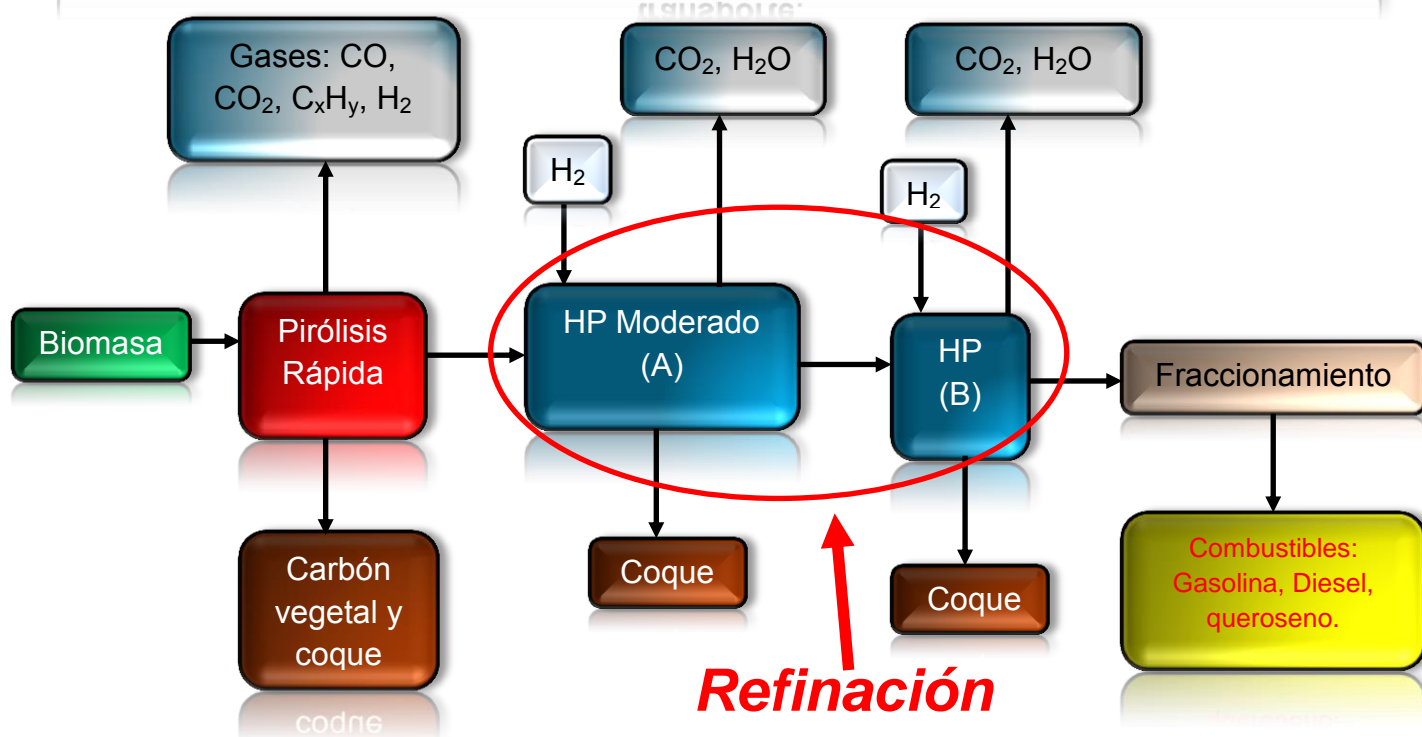 transporte.
Gases: CO,
CO₂, CₓHᵧ, H₂
CO₂, H₂O
CO₂, H₂O
H₂
H₂
Biomasa
Pirólisis
Rápida
HP Moderado
(A)
HP
(B)
Fraccionamiento
Carbón
vegetal y
coque
Coque
Coque
Combustibles:
Gasolina, Diesel,
queroseno.
Refinación